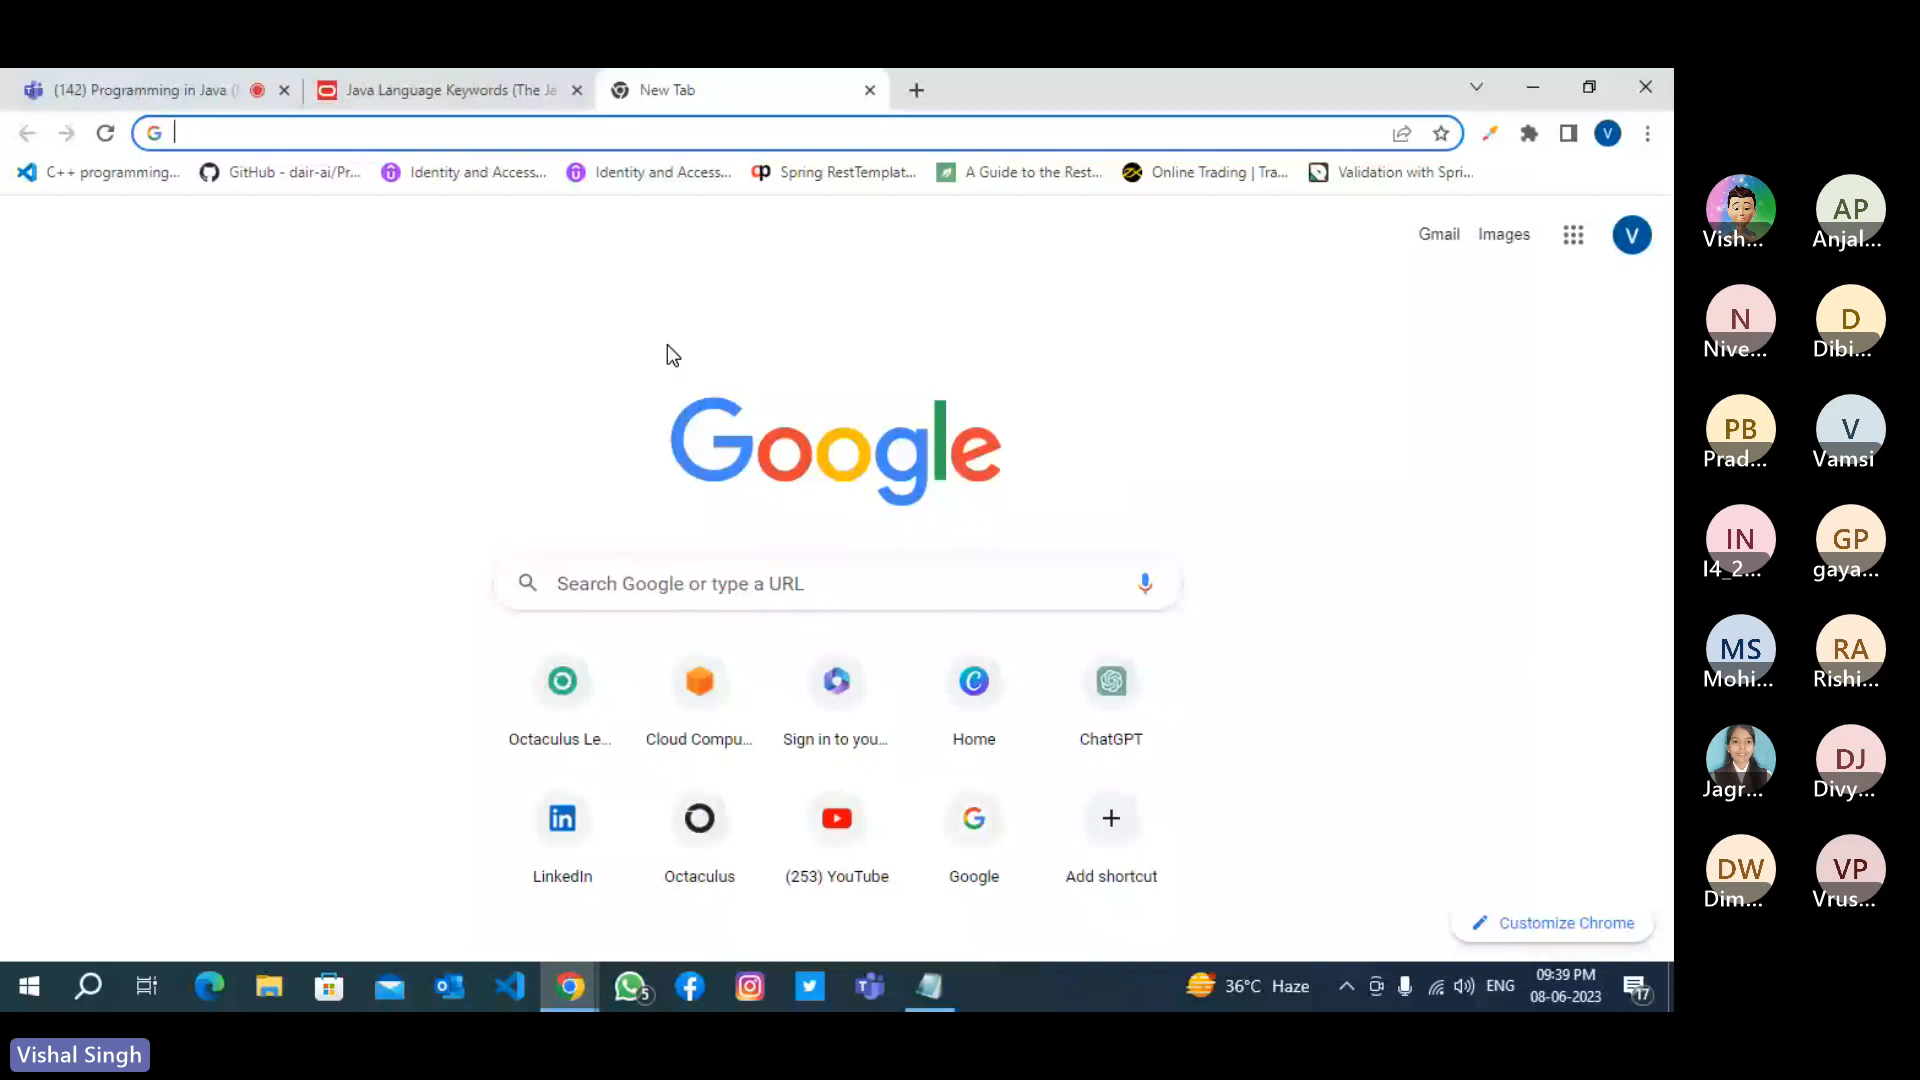 (142) Programming in Java (
Java Language Keywords (The Ja
New Tab
C++ programming...
GitHub - dair-ai/Pr...
Identity and Access...
Identity and Access...
Spring RestTemplat...
A Guide to the Rest...
Online Trading | Tra...
Validation with Spri...
V
Gmail
Images
V
Google
Search Google or type a URL
Octaculus Le...
Cloud Compu...
Sign in to you...
Home
ChatGPT
LinkedIn
Octaculus
(253) YouTube
Google
Add shortcut
Customize Chrome
36°C Haze
ENG
09:39 PM
08-06-2023
17
5
Vish...
AP
Anjal...
N
Nive...
D
Dibi...
PB
Prad...
V
Vamsi
IN
I4_2...
GP
gaya...
MS
Mohi...
RA
Rishi...
Jagr...
DJ
Divy...
DW
Dim...
VP
Vrus...
Vishal Singh